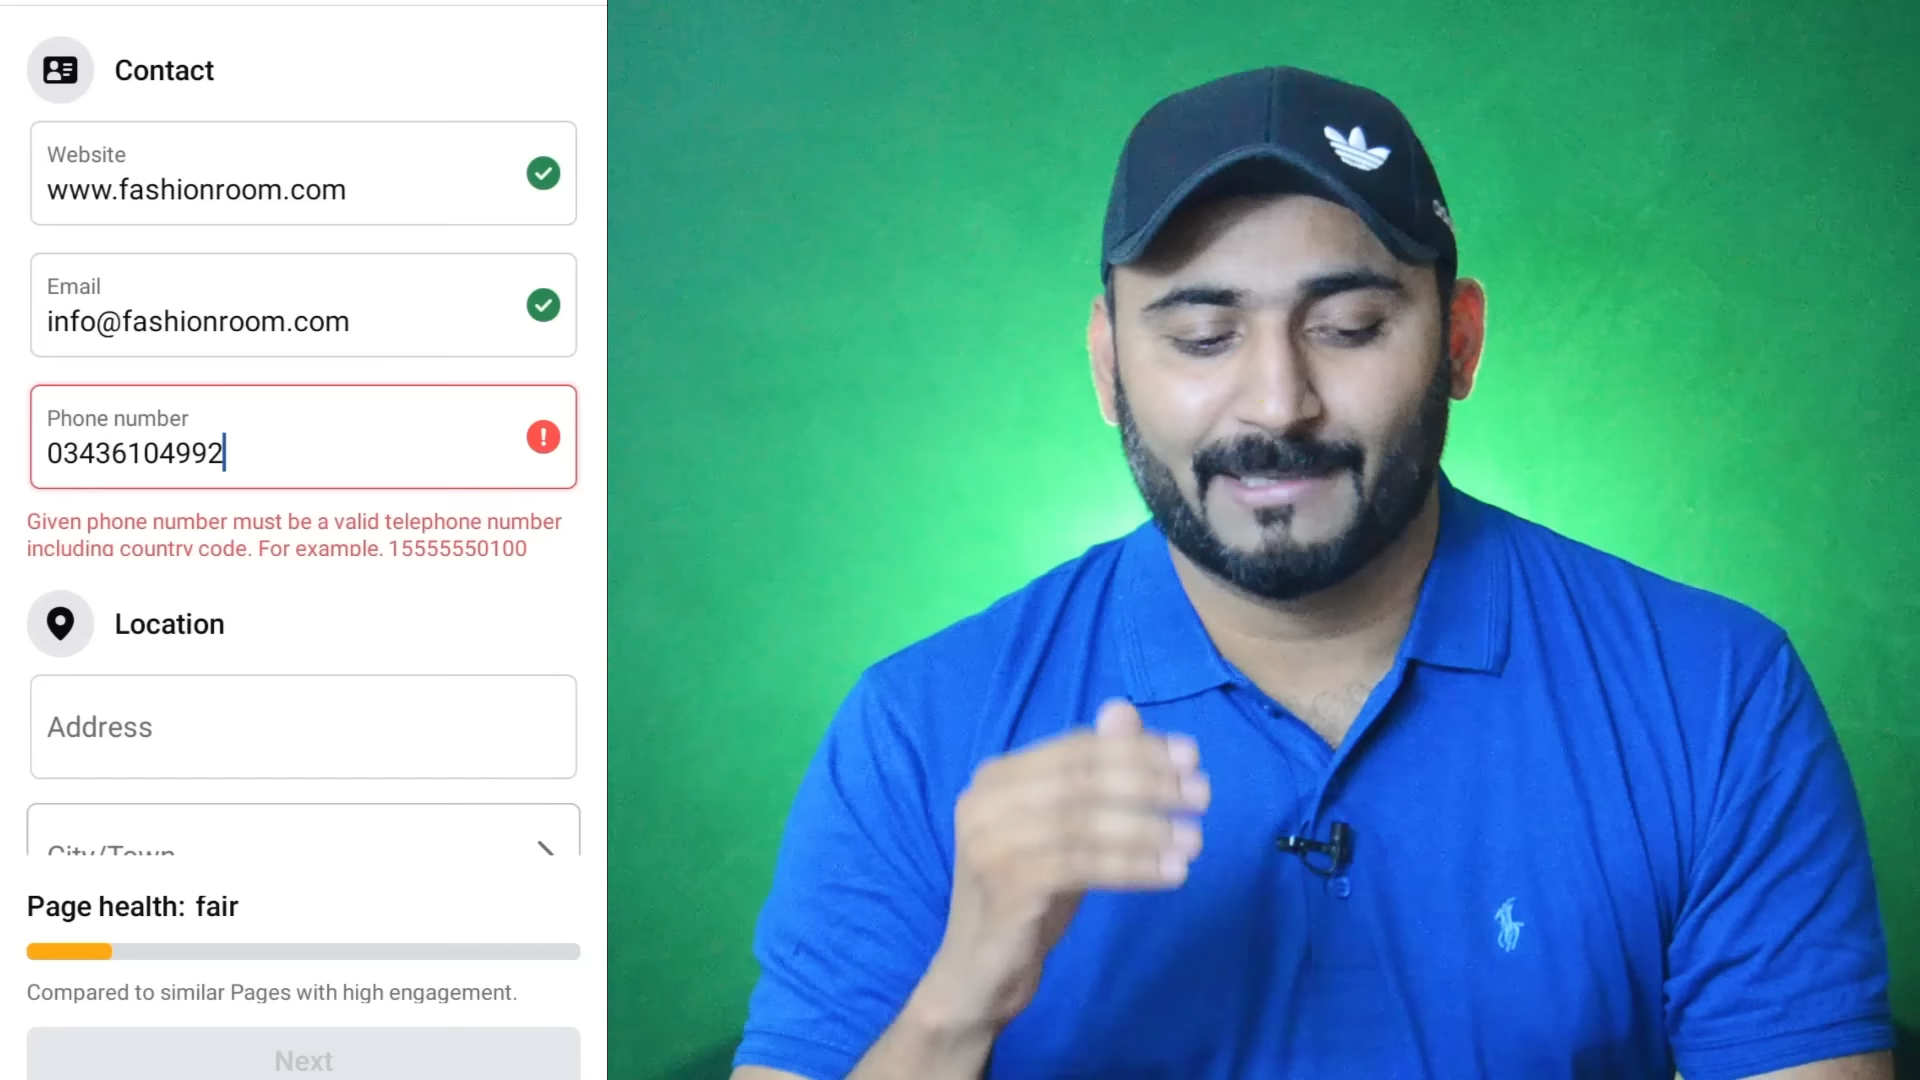 Contact
Website
www.fashionroom.com
Email
info@fashionroom.com
Phone number
03436104992
Given phone number must be a valid telephone number
including country code. For example, 15555550100
Location
Address
City/Town
Page health: fair
Compared to similar Pages with high engagement.
Next